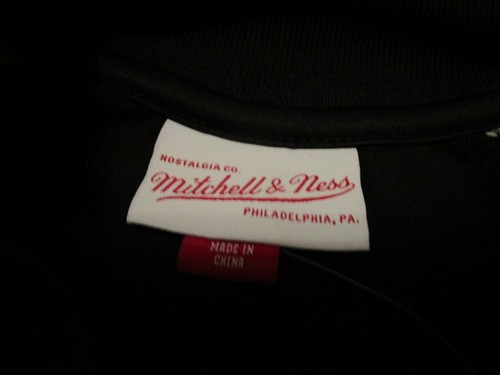 NOSTALGIA CO.
Mitchell & Ness
PHILADELPHIA, PA.
MADE IN
CHINA